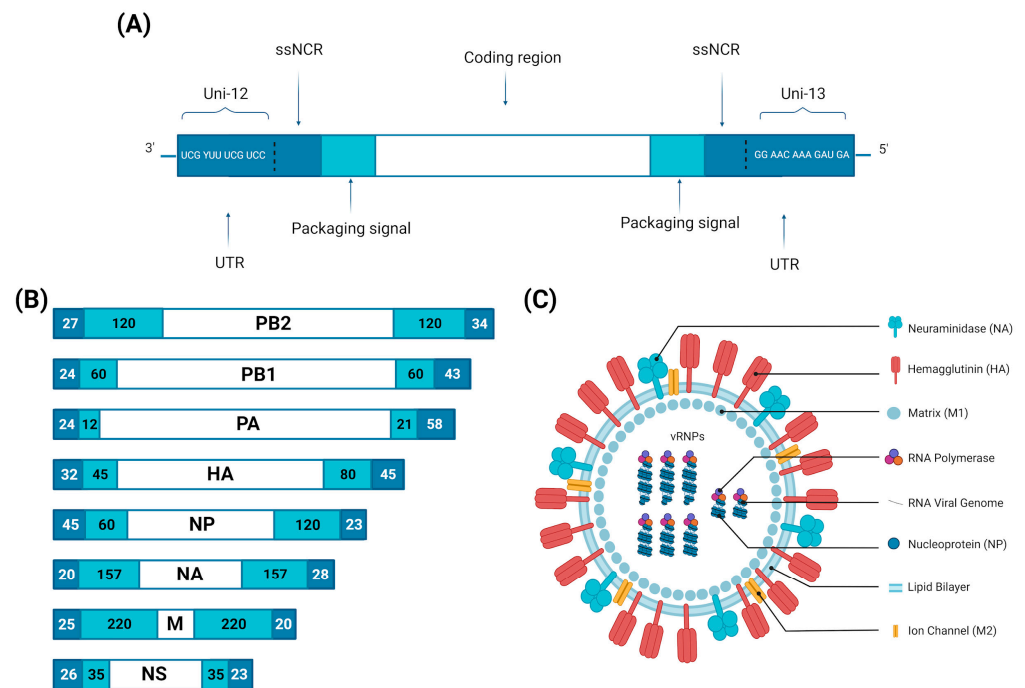 (A)
ssNCR
Coding region
ssNCR
Uni-12
Uni-13
3'
UCG YUU UCG UCC
GG AAC AAA GAU GA
5'
Packaging signal
Packaging signal
UTR
UTR
(B)
27 120 PB2 120 34
24 60 PB1 60 43
24 12 PA 21 58
32 45 HA 80 45
45 60 NP 120 23
20 157 NA 157 28
25 220 M 220 20
26 35 NS 35 23
(C)
vRNPs
Neuraminidase (NA)
Hemagglutinin (HA)
Matrix (M1)
RNA Polymerase
RNA Viral Genome
Nucleoprotein (NP)
Lipid Bilayer
Ion Channel (M2)